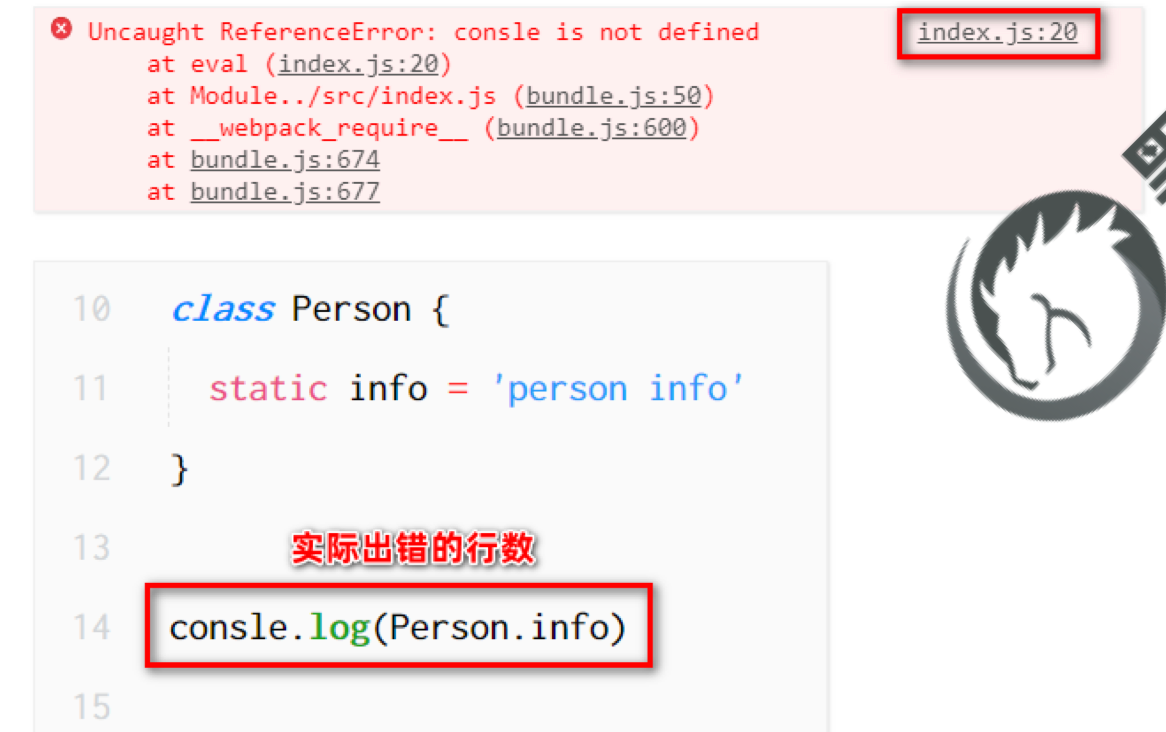 Uncaught ReferenceError: consle is not defined index.js:20
at eval (index.js:20)
at Module../src/index.js (bundle.js:50)
at __webpack_require__ (bundle.js:600)
at bundle.js:674
at bundle.js:677
10 class Person {
11 static info = 'person info'
12 }
13 实际出错的行数
14 consle.log(Person.info)
15